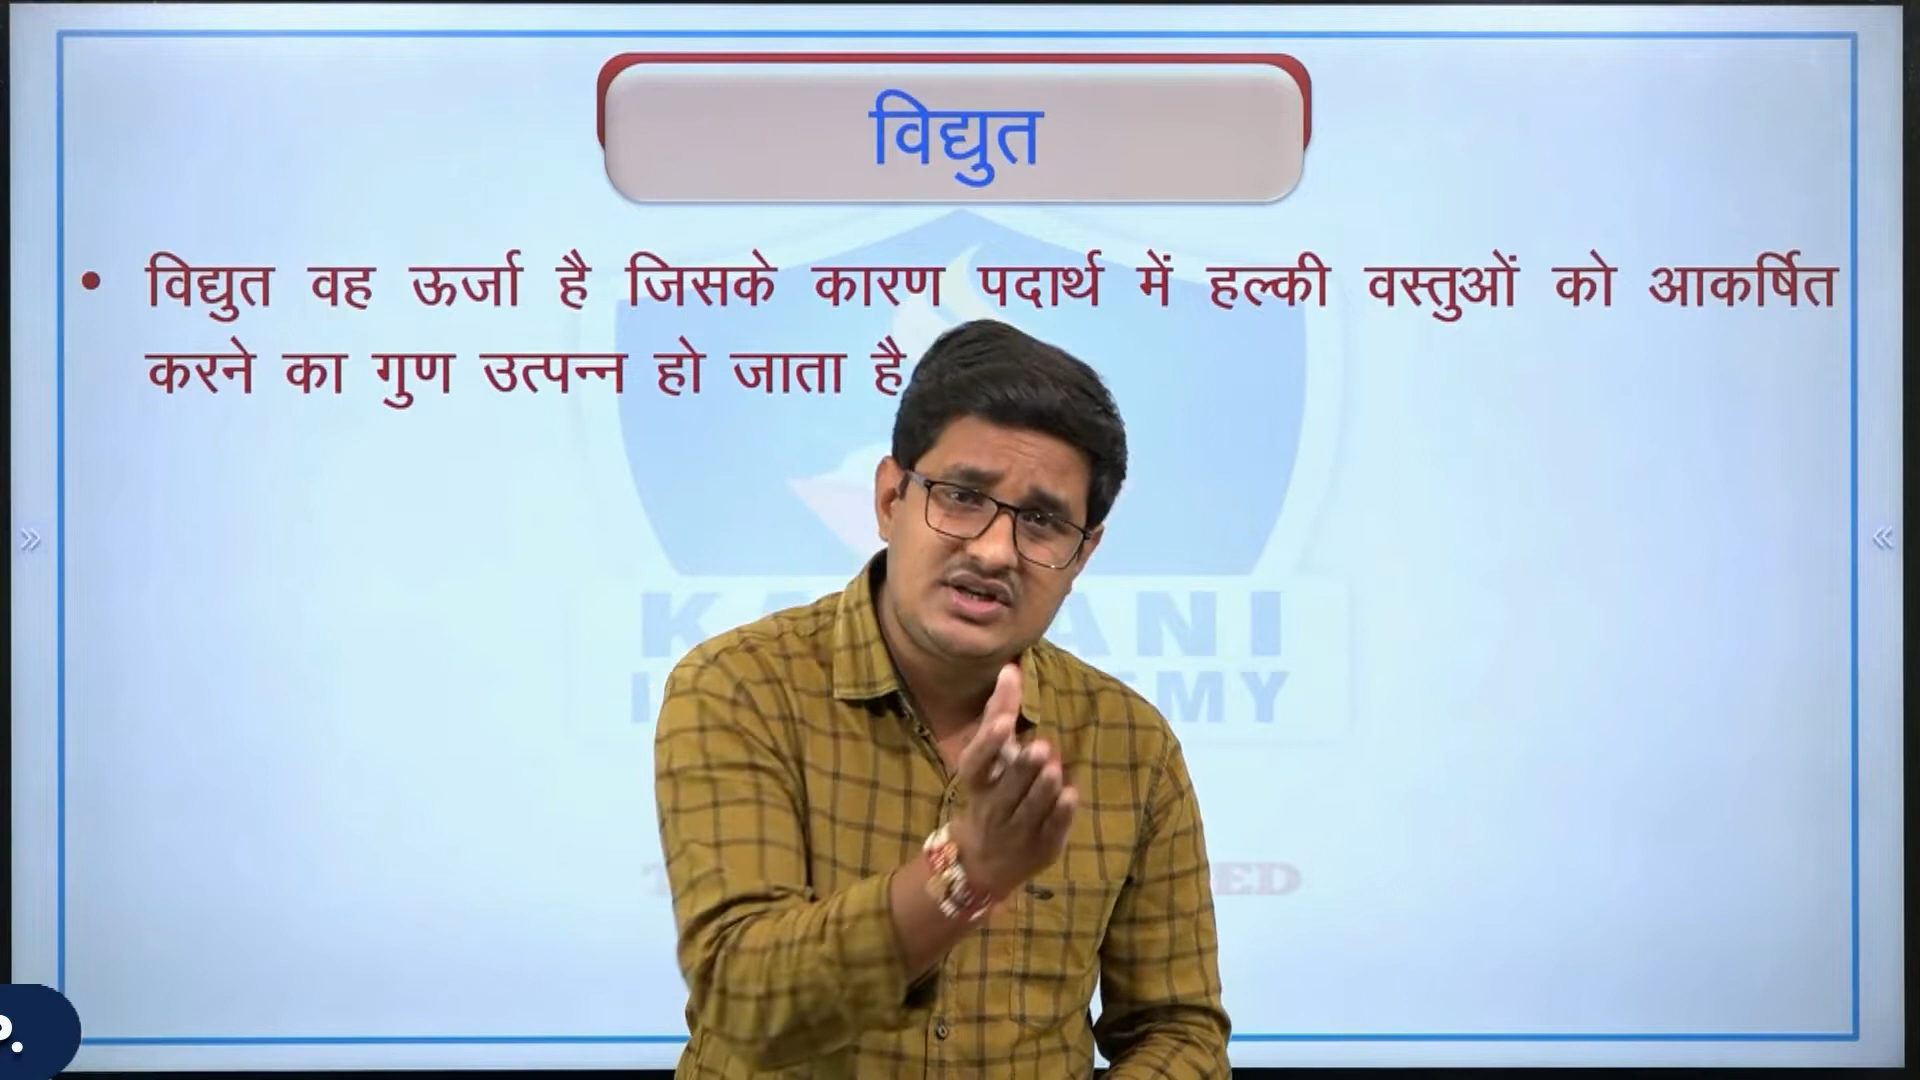 विद्युत
• विद्युत वह ऊर्जा है जिसके कारण पदार्थ में हल्की वस्तुओं को आकर्षित
करने का गुण उत्पन्न हो जाता है